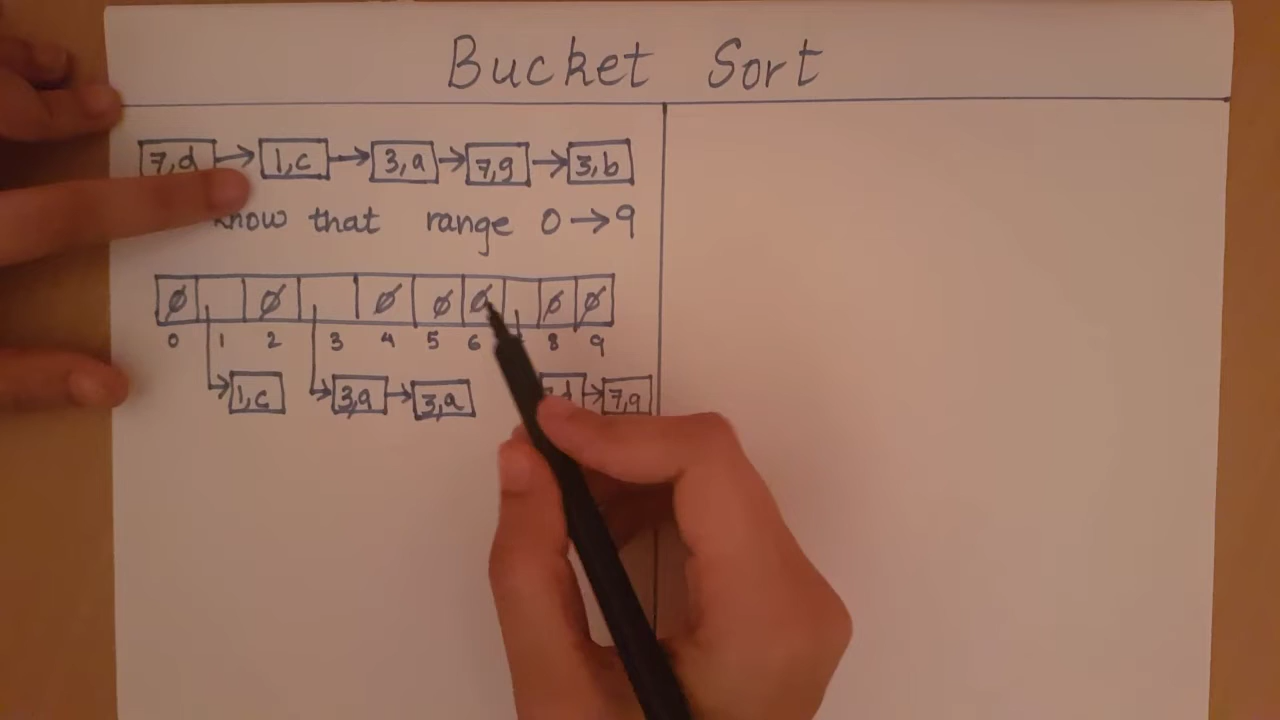 Bucket Sort
7,d → 1,c → 3,a → 7,g → 3,b
know that range 0 → 9
ø ø ø ø ø ø ø
0 1 2 3 4 5 6 8 9
1,c 3,a → 3,a → 7,g